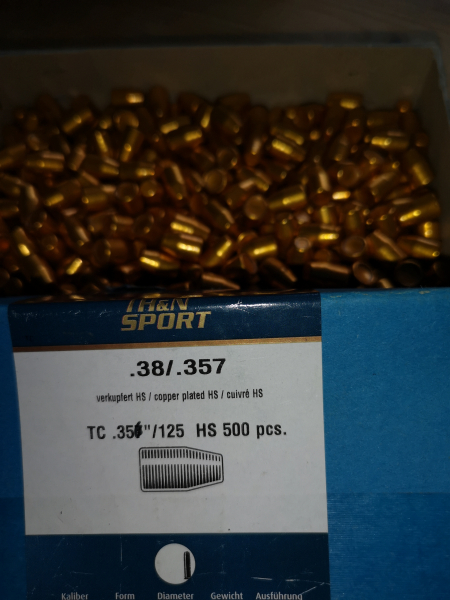 H&N
SPORT
.38/.357
verkupfert HS / copper plated HS / cuivré HS
TC "/125 HS 500 pcs.
Kaliber Form Diameter Gewicht Ausführung